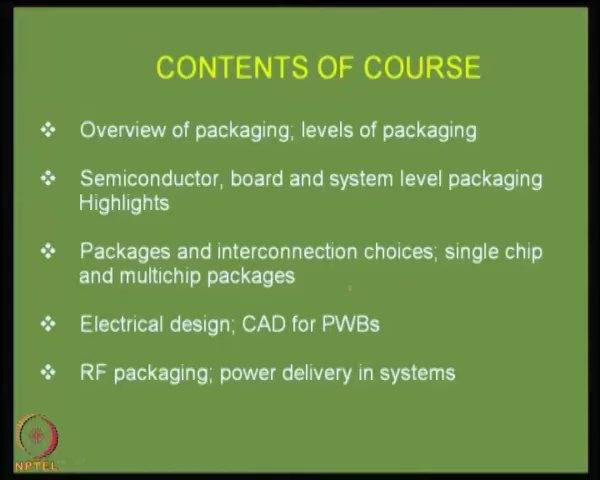 CONTENTS OF COURSE
Overview of packaging; levels of packaging
Semiconductor, board and system level packaging
Highlights
Packages and interconnection choices; single chip
and multichip packages
Electrical design; CAD for PWBs
RF packaging; power delivery in systems
NPTEL